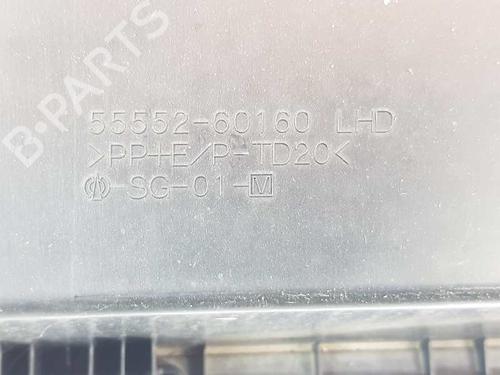 B-PARTS
55552-60160 LHD
>PP+E/P-TD20<
-SG-01-M